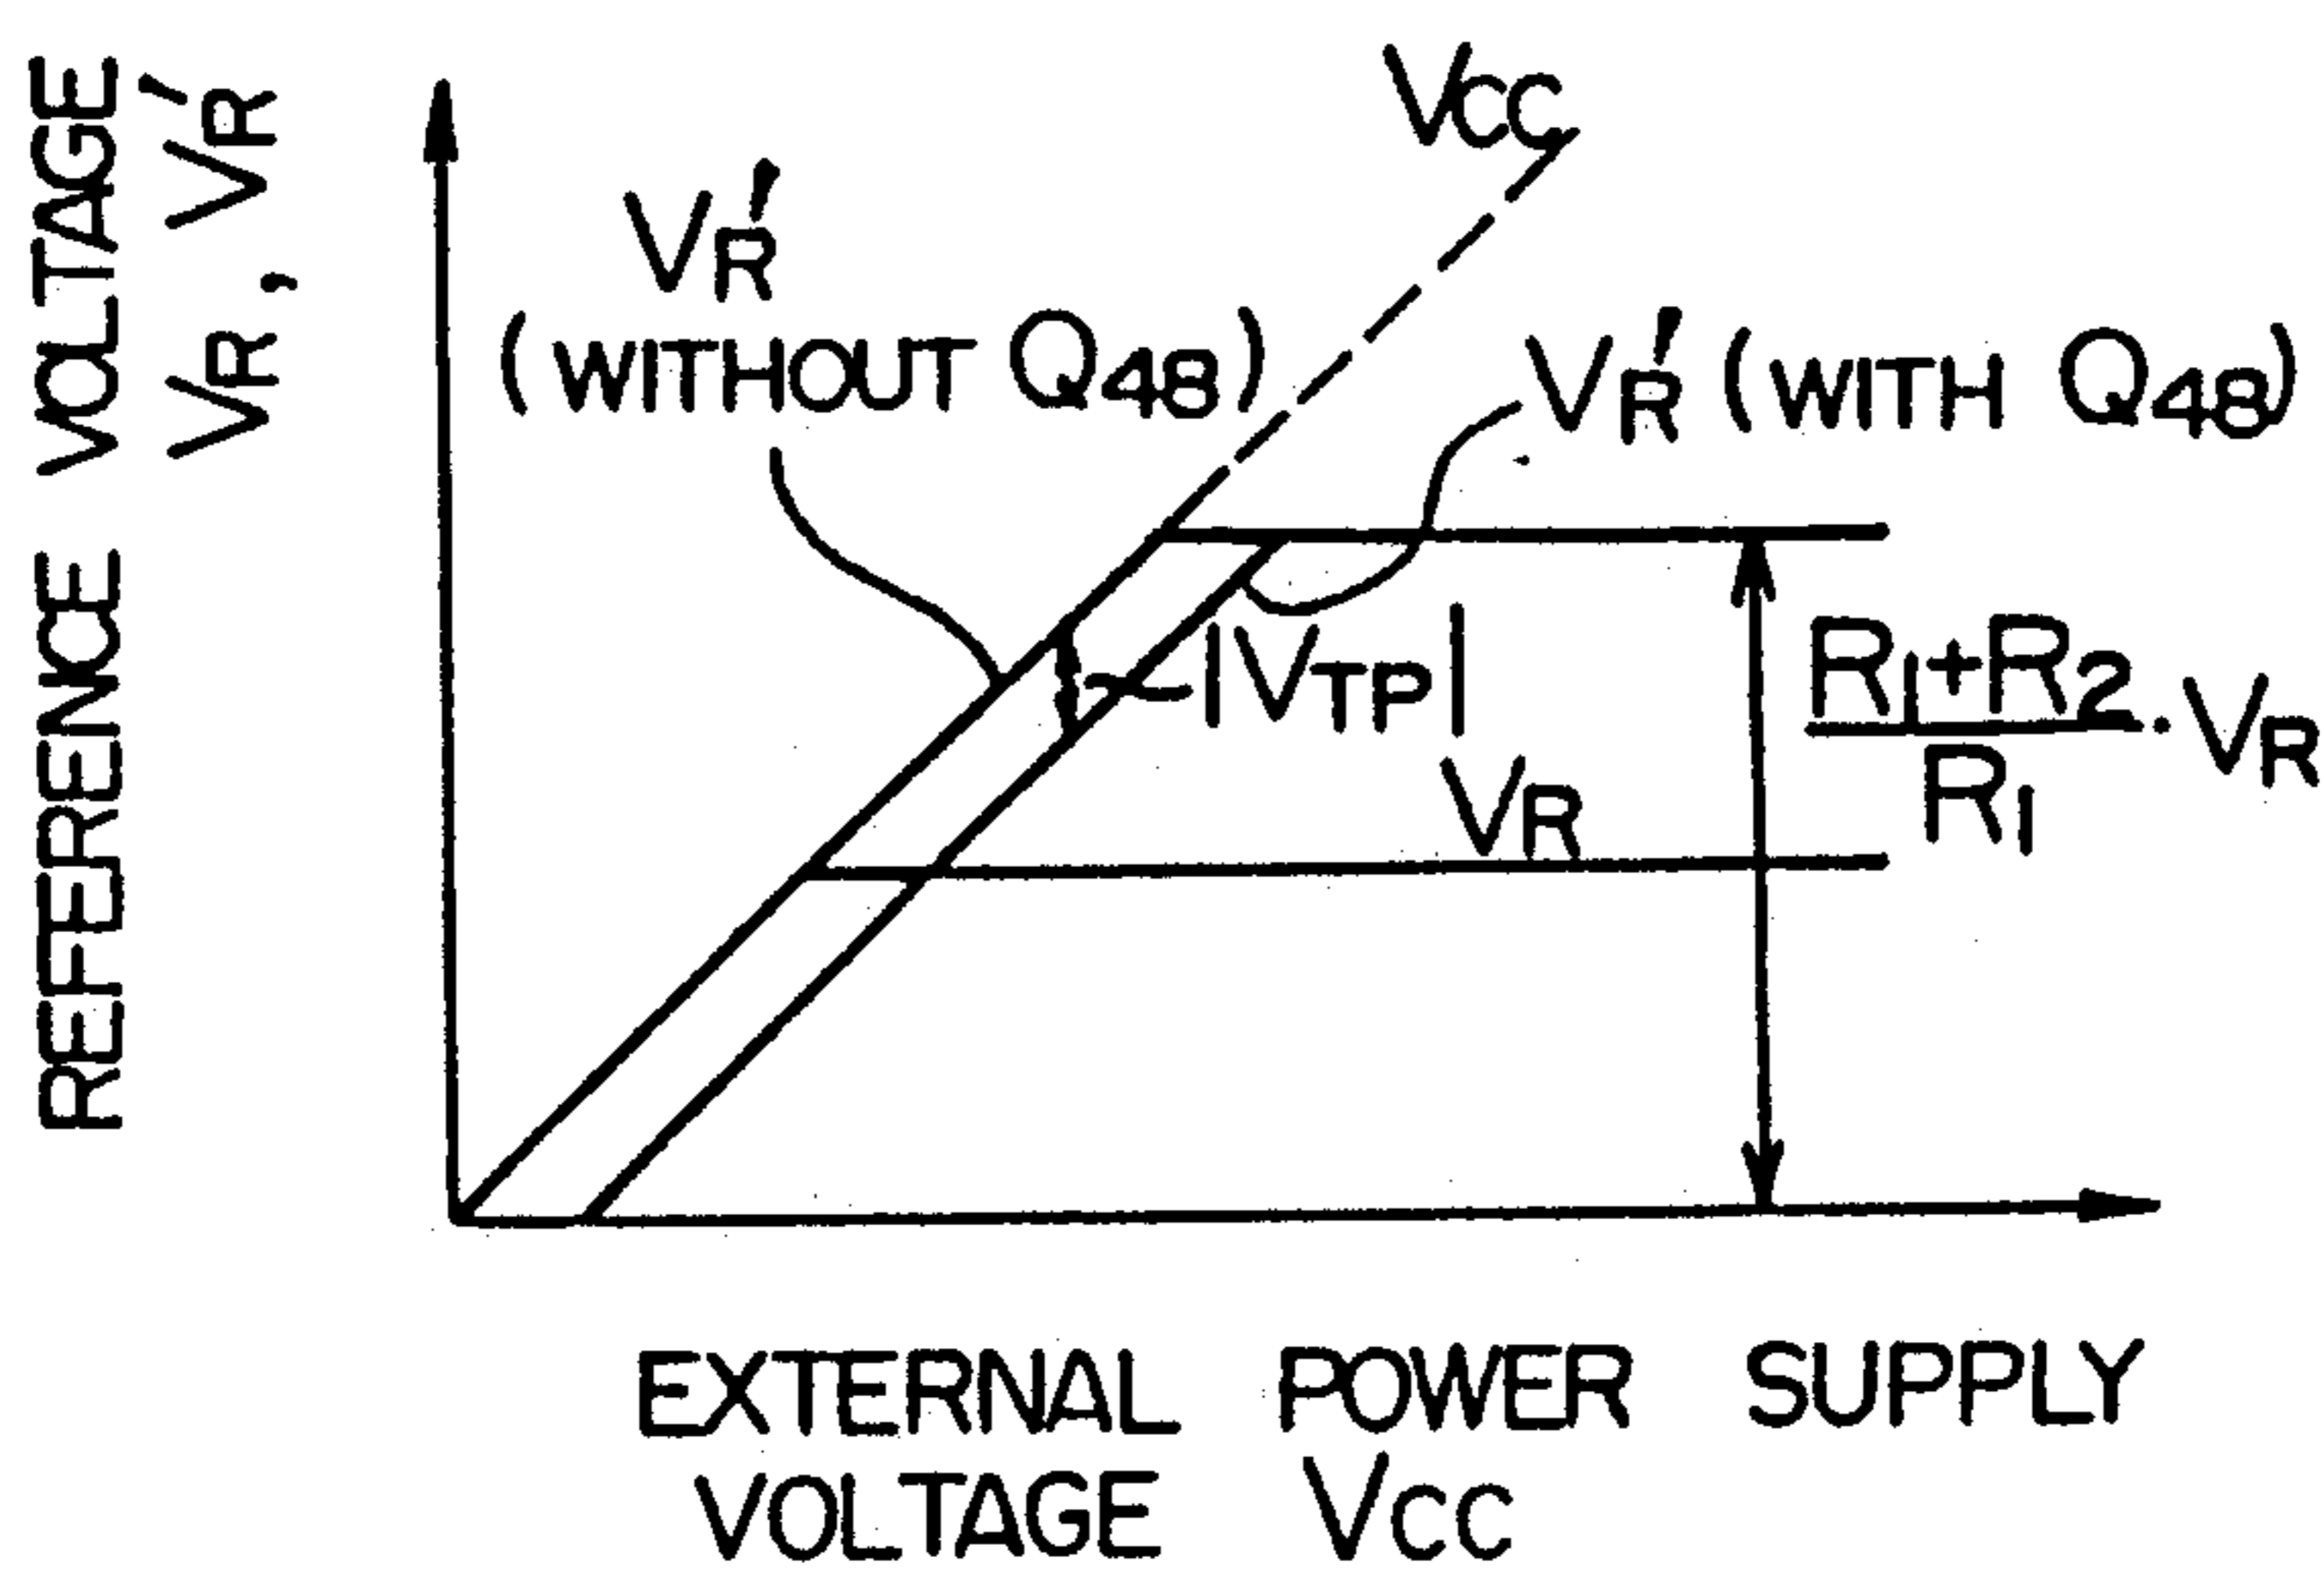 REFERENCE VOLTAGE
VR, VR'
VCC
VR'
(WITHOUT Q48)
VR' (WITH Q48)
|VTP|
R1+R2
R1
· VR
VR
EXTERNAL POWER SUPPLY
VOLTAGE VCC